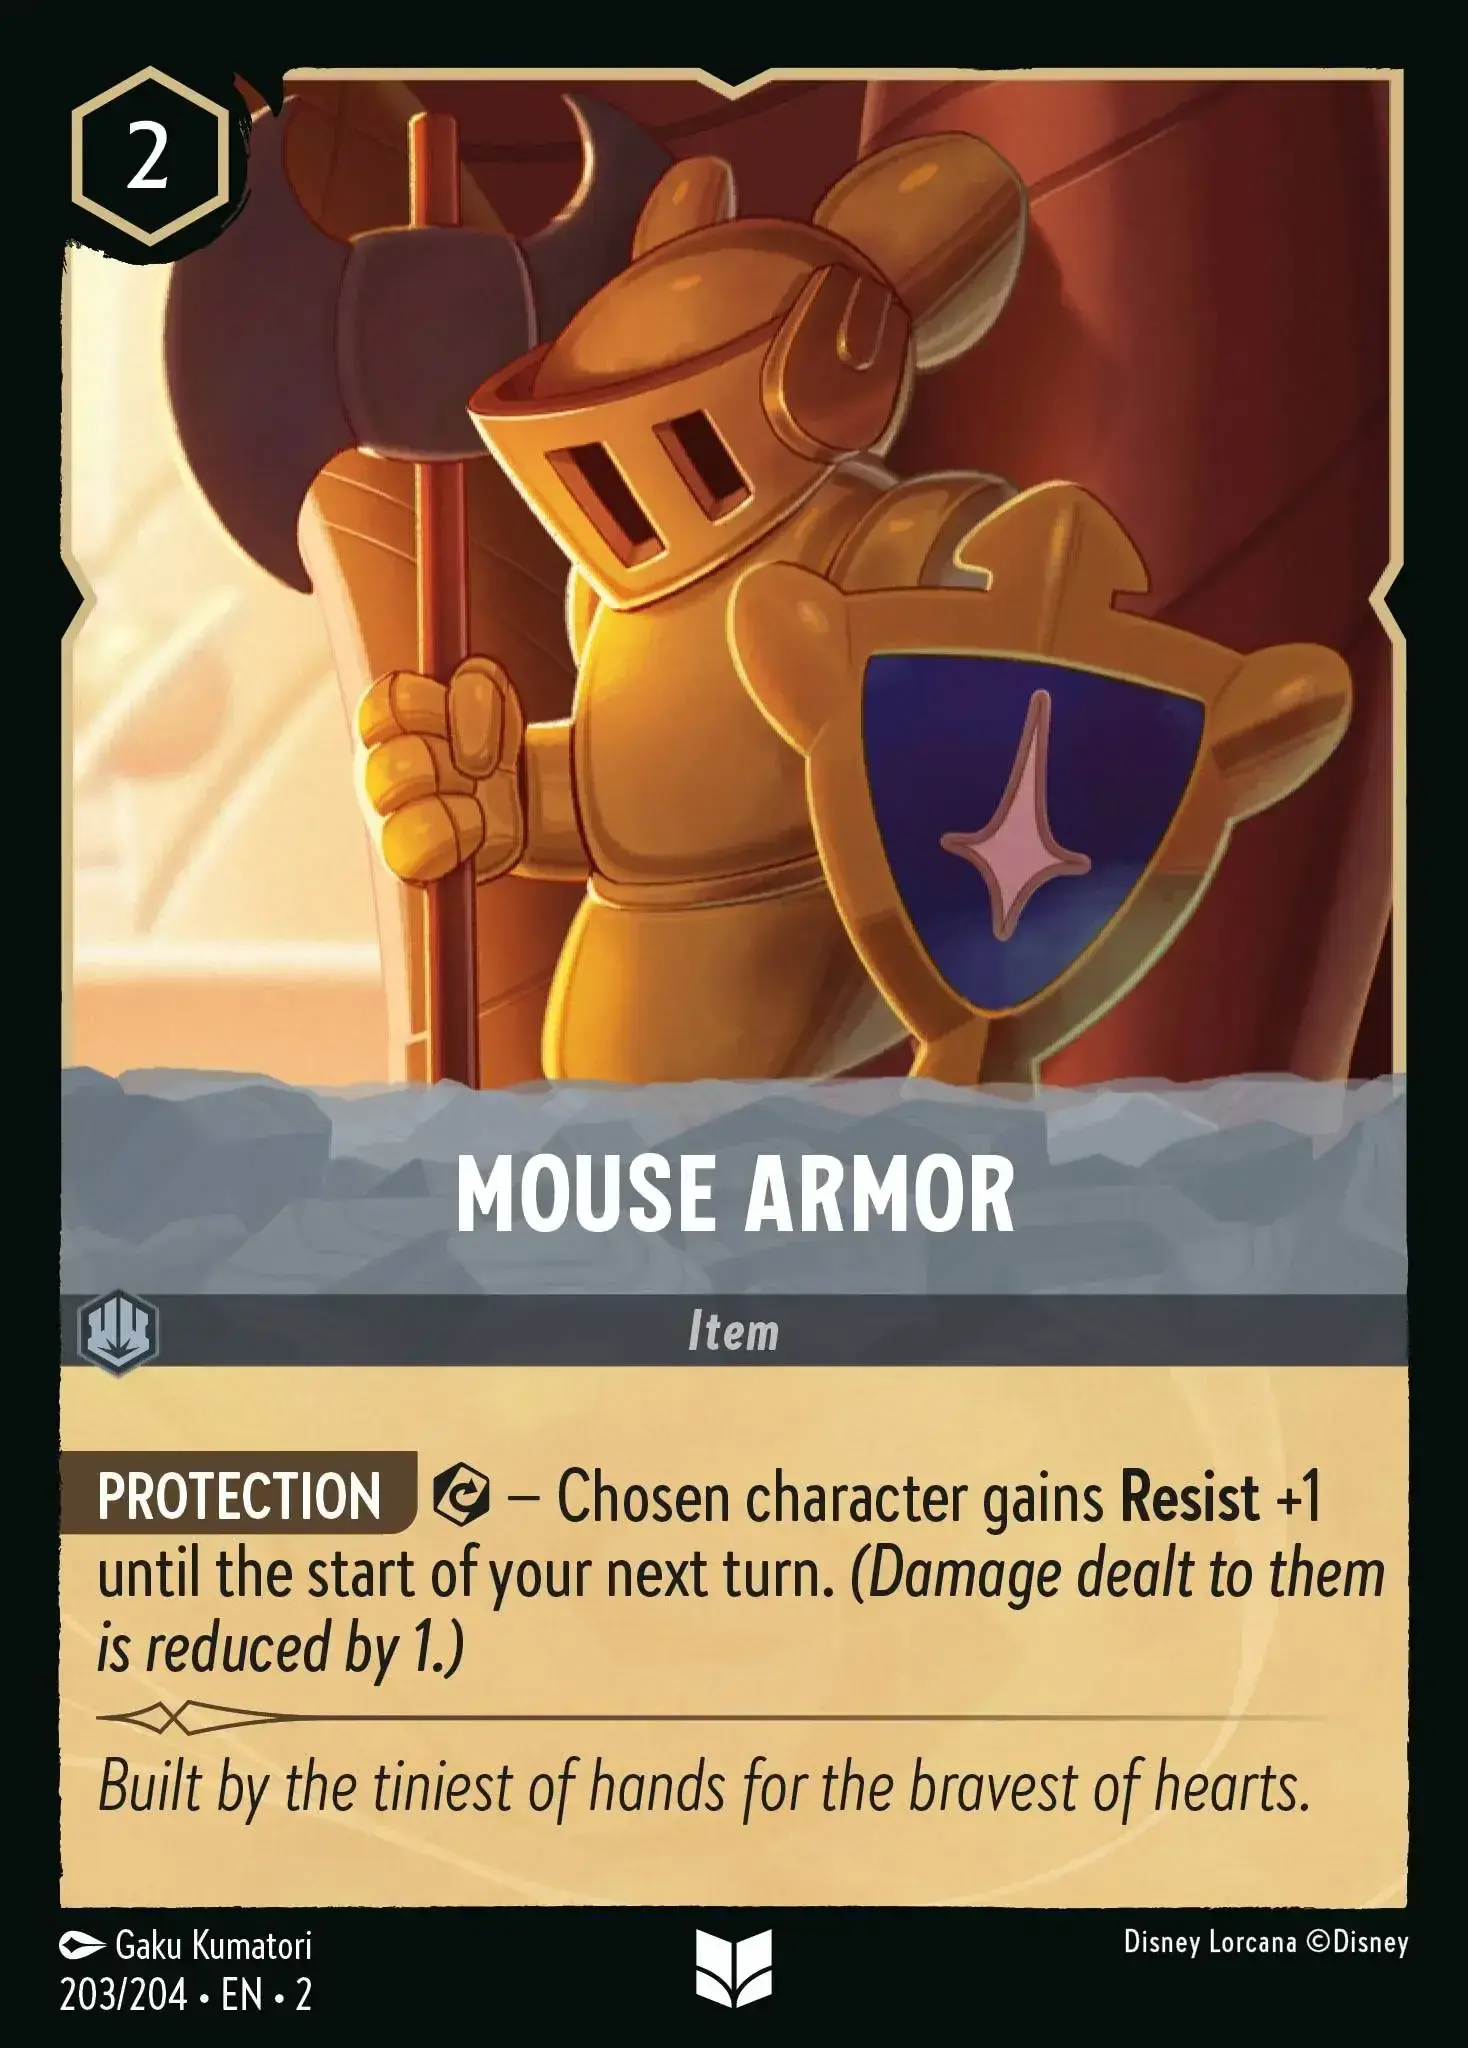 2
MOUSE ARMOR
Item
PROTECTION – Chosen character gains Resist +1
until the start of your next turn. (Damage dealt to them
is reduced by 1.)
Built by the tiniest of hands for the bravest of hearts.
Gaku Kumatori
Disney Lorcana ©Disney
203/204 • EN • 2